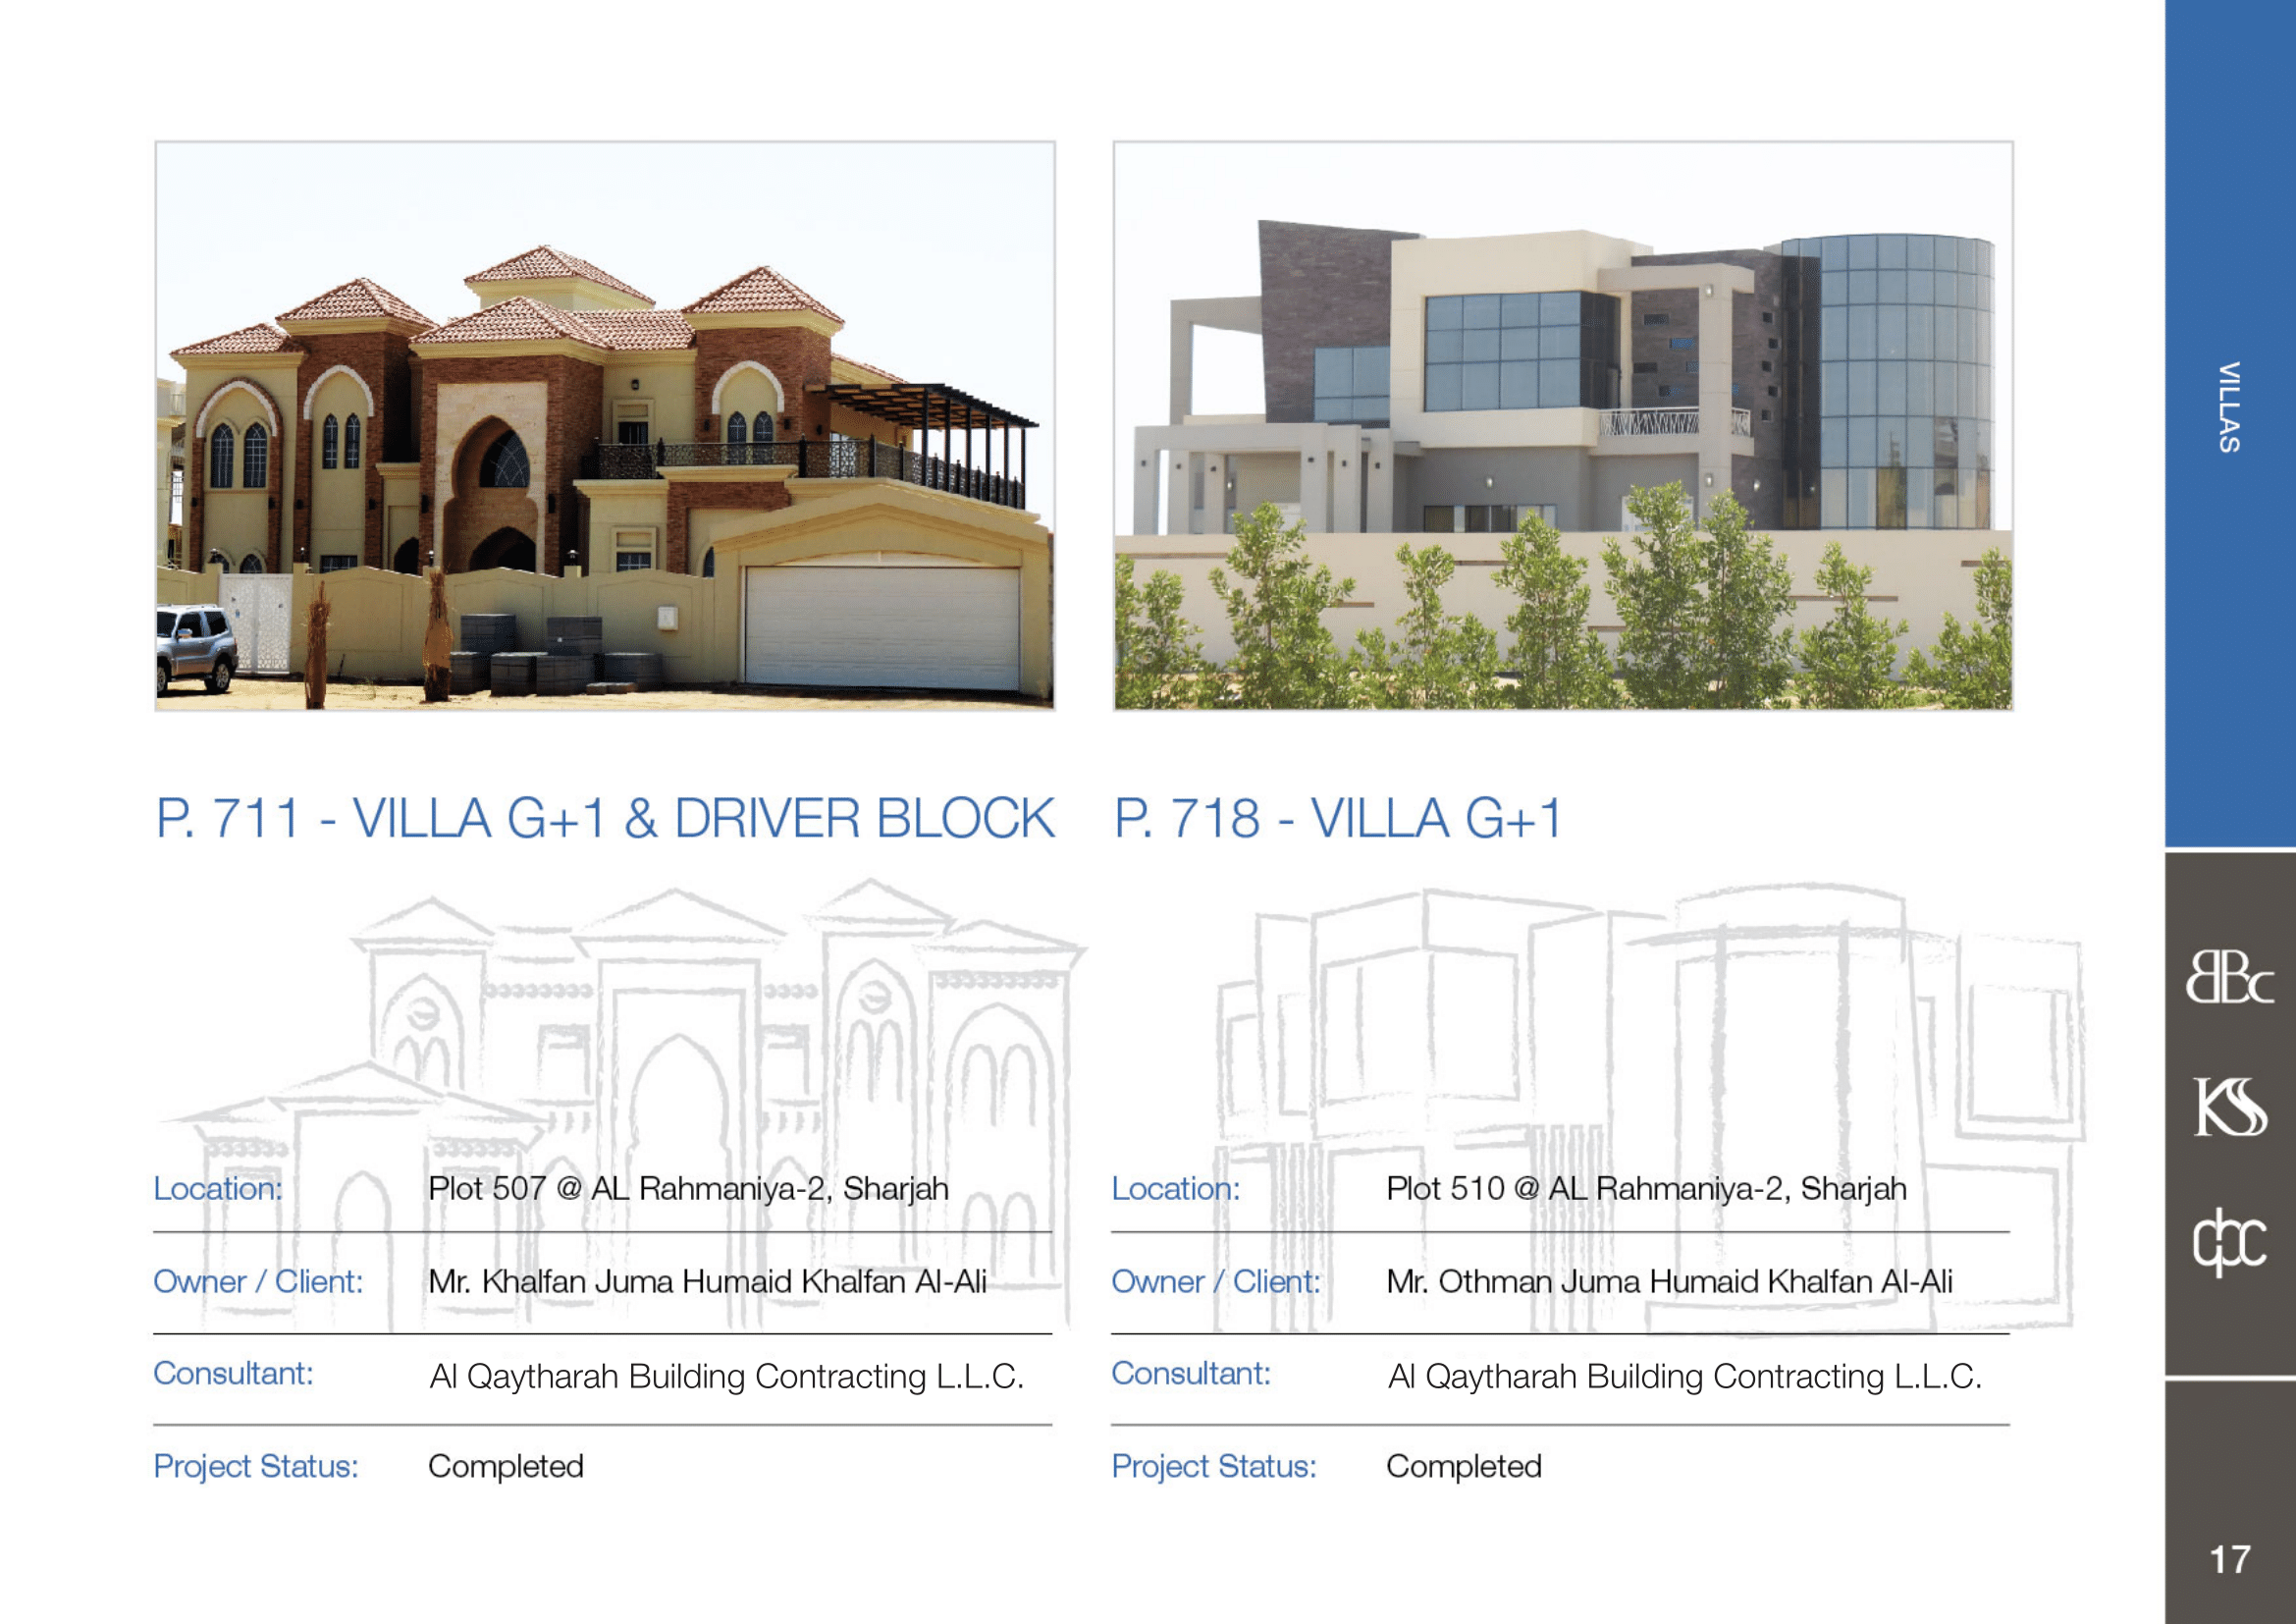 P. 711 - VILLA G+1 & DRIVER BLOCK
Location: Plot 507 @ AL Rahmaniya-2, Sharjah
Owner / Client: Mr. Khalfan Juma Humaid Khalfan Al-Ali
Consultant: Al Qaytharah Building Contracting L.L.C.
Project Status: Completed
P. 718 - VILLA G+1
Location: Plot 510 @ AL Rahmaniya-2, Sharjah
Owner / Client: Mr. Othman Juma Humaid Khalfan Al-Ali
Consultant: Al Qaytharah Building Contracting L.L.C.
Project Status: Completed
VILLAS
BBc
KS
qbc
17